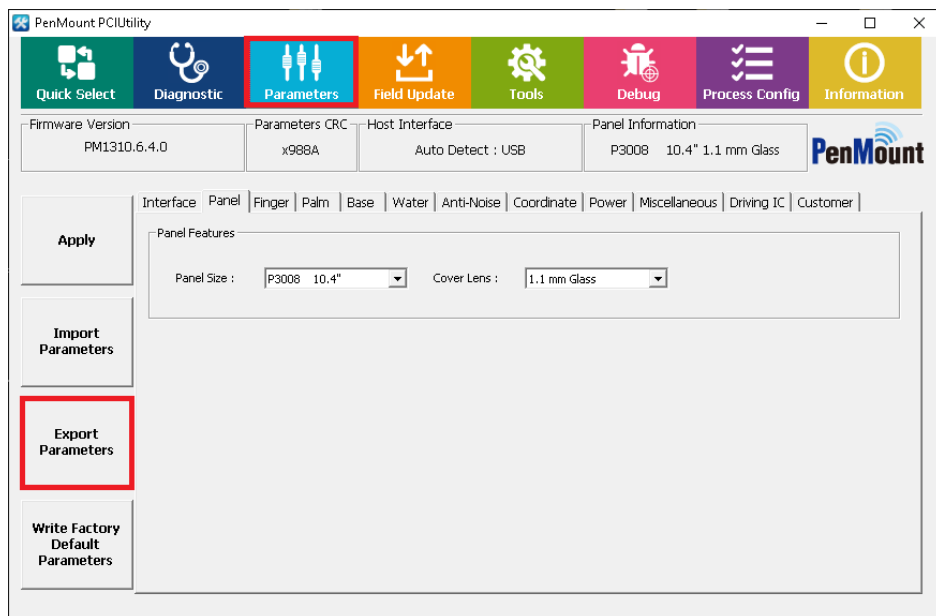 PenMount PCIUtility
Quick Select Diagnostic Parameters Field Update Tools Debug Process Config Information
Firmware Version Parameters CRC Host Interface Panel Information
PM1310.6.4.0 x988A Auto Detect : USB P3008 10.4" 1.1 mm Glass PenMount
Interface Panel Finger Palm Base Water Anti-Noise Coordinate Power Miscellaneous Driving IC Customer
Apply
Panel Features
Panel Size : P3008 10.4" Cover Lens : 1.1 mm Glass
Import
Parameters
Export
Parameters
Write Factory
Default
Parameters